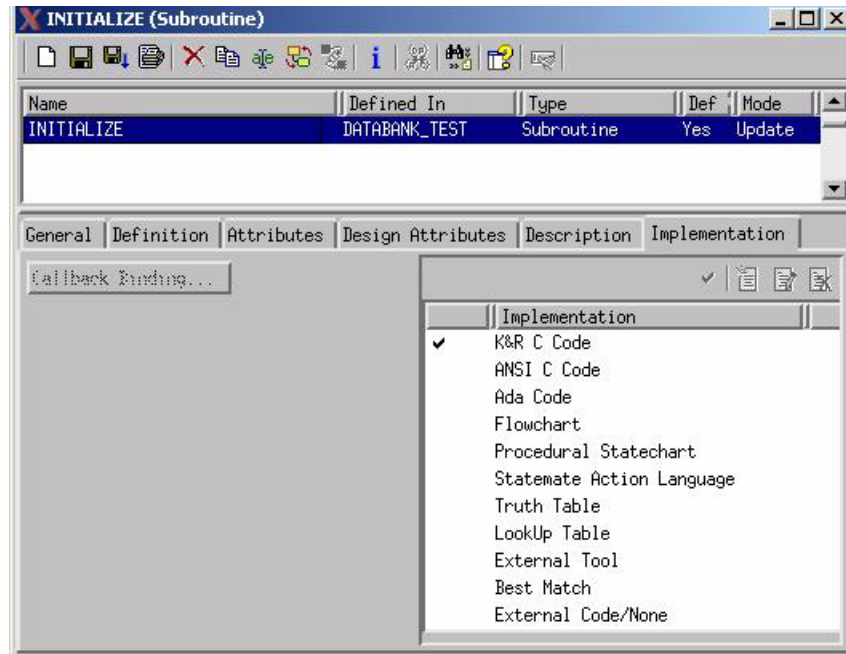 INITIALIZE (Subroutine)
Name Defined In Type Def Mode
INITIALIZE DATABANK_TEST Subroutine Yes Update
General Definition Attributes Design Attributes Description Implementation
Callback Binding...
Implementation
K&R C Code
ANSI C Code
Ada Code
Flowchart
Procedural Statechart
Statemate Action Language
Truth Table
LookUp Table
External Tool
Best Match
External Code/None